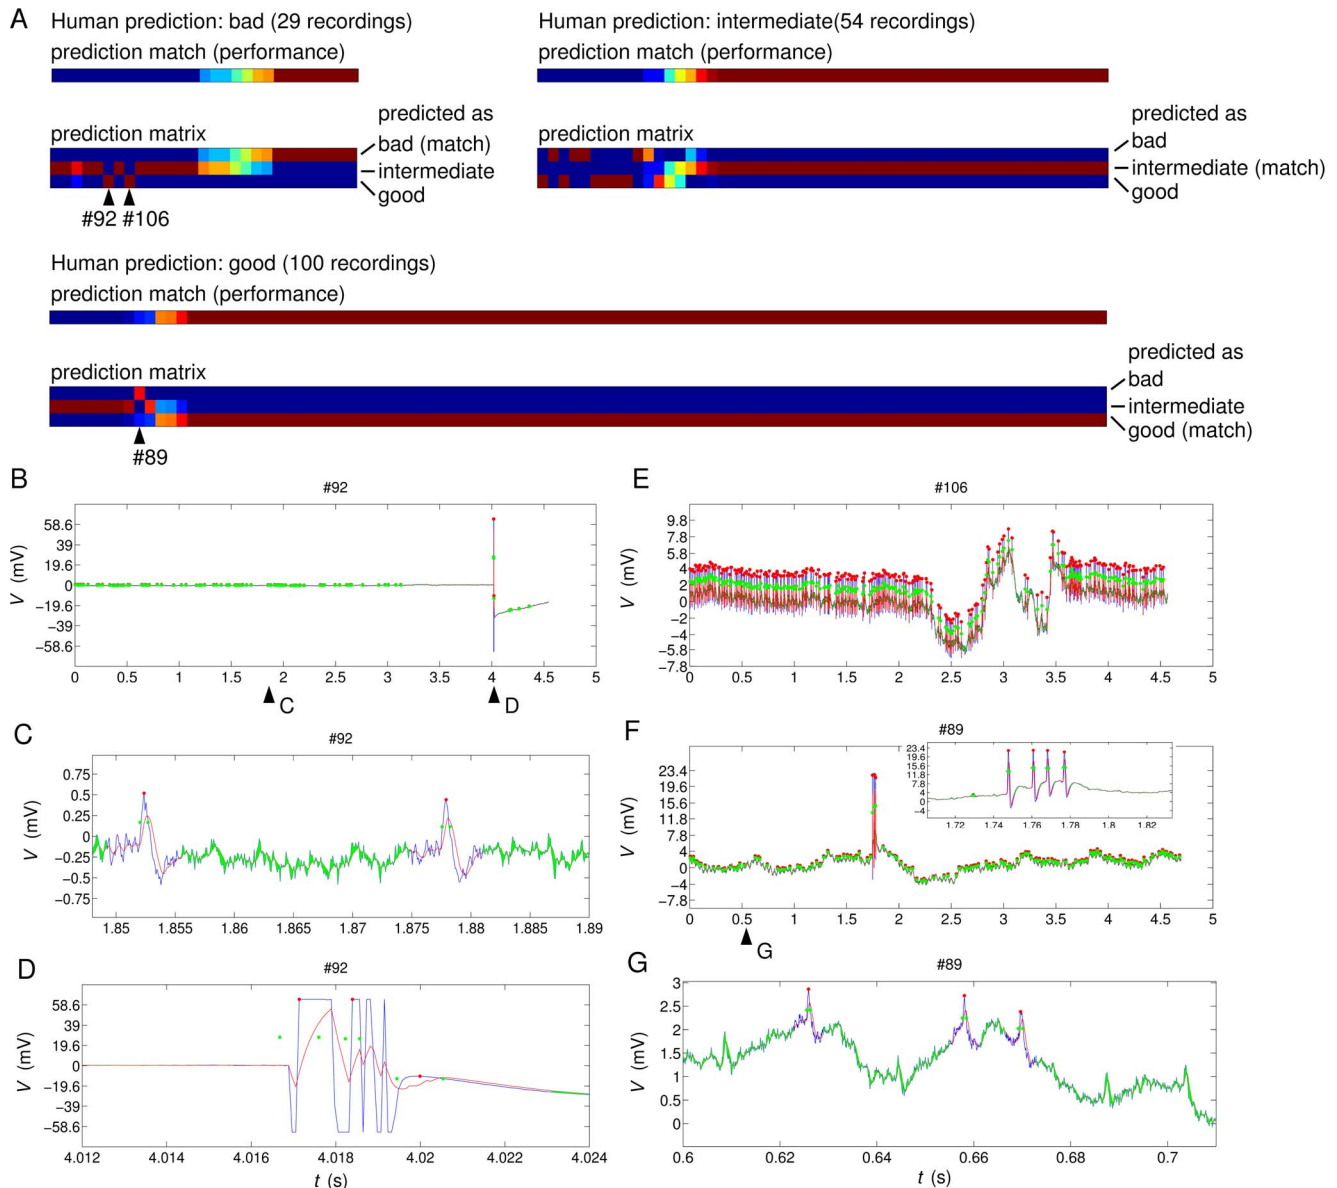 A
Human prediction: bad (29 recordings)
prediction match (performance)
Human prediction: intermediate(54 recordings)
prediction match (performance)
predicted as
prediction matrix
bad (match)
intermediate
good
#92 #106
predicted as
prediction matrix
bad
intermediate (match)
good
Human prediction: good (100 recordings)
prediction match (performance)
predicted as
prediction matrix
bad
intermediate
good (match)
#89
B
#92
V (mV)
58.6
39
19.6
0
−19.6
−39
−58.6
0 0.5 1 1.5 2 2.5 3 3.5 4 4.5 5
C D
E
#106
V (mV)
9.8
7.8
5.8
4
2
0
−2
−4
−5.8
−7.8
0 0.5 1 1.5 2 2.5 3 3.5 4 4.5 5
C
#92
V (mV)
0.75
0.5
0.25
0
−0.25
−0.5
−0.75
1.85 1.855 1.86 1.865 1.87 1.875 1.88 1.885 1.89
F
#89
V (mV)
23.4
19.6
15.6
11.8
7.8
4
0
−4
−7.8
0 0.5 1 1.5 2 2.5 3 3.5 4 4.5 5
23.4
19.6
15.6
11.8
7.8
4
0
−4
1.72 1.74 1.76 1.78 1.8 1.82
G
D
#92
V (mV)
58.6
39
19.6
0
−19.6
−39
−58.6
4.012 4.014 4.016 4.018 4.02 4.022 4.024
t (s)
G
#89
V (mV)
3
2.5
2
1.5
1
0.5
0
0.6 0.62 0.64 0.66 0.68 0.7
t (s)